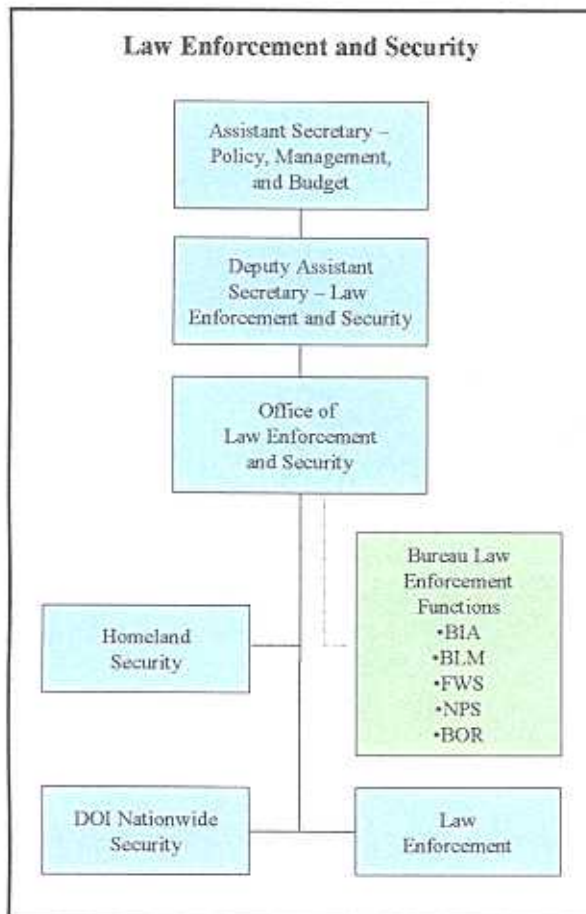 Law Enforcement and Security
Assistant Secretary –
Policy, Management,
and Budget
Deputy Assistant
Secretary – Law
Enforcement and Security
Office of
Law Enforcement
and Security
Bureau Law
Enforcement
Functions
•BIA
•BLM
•FWS
•NPS
•BOR
Homeland
Security
DOI Nationwide
Security
Law
Enforcement